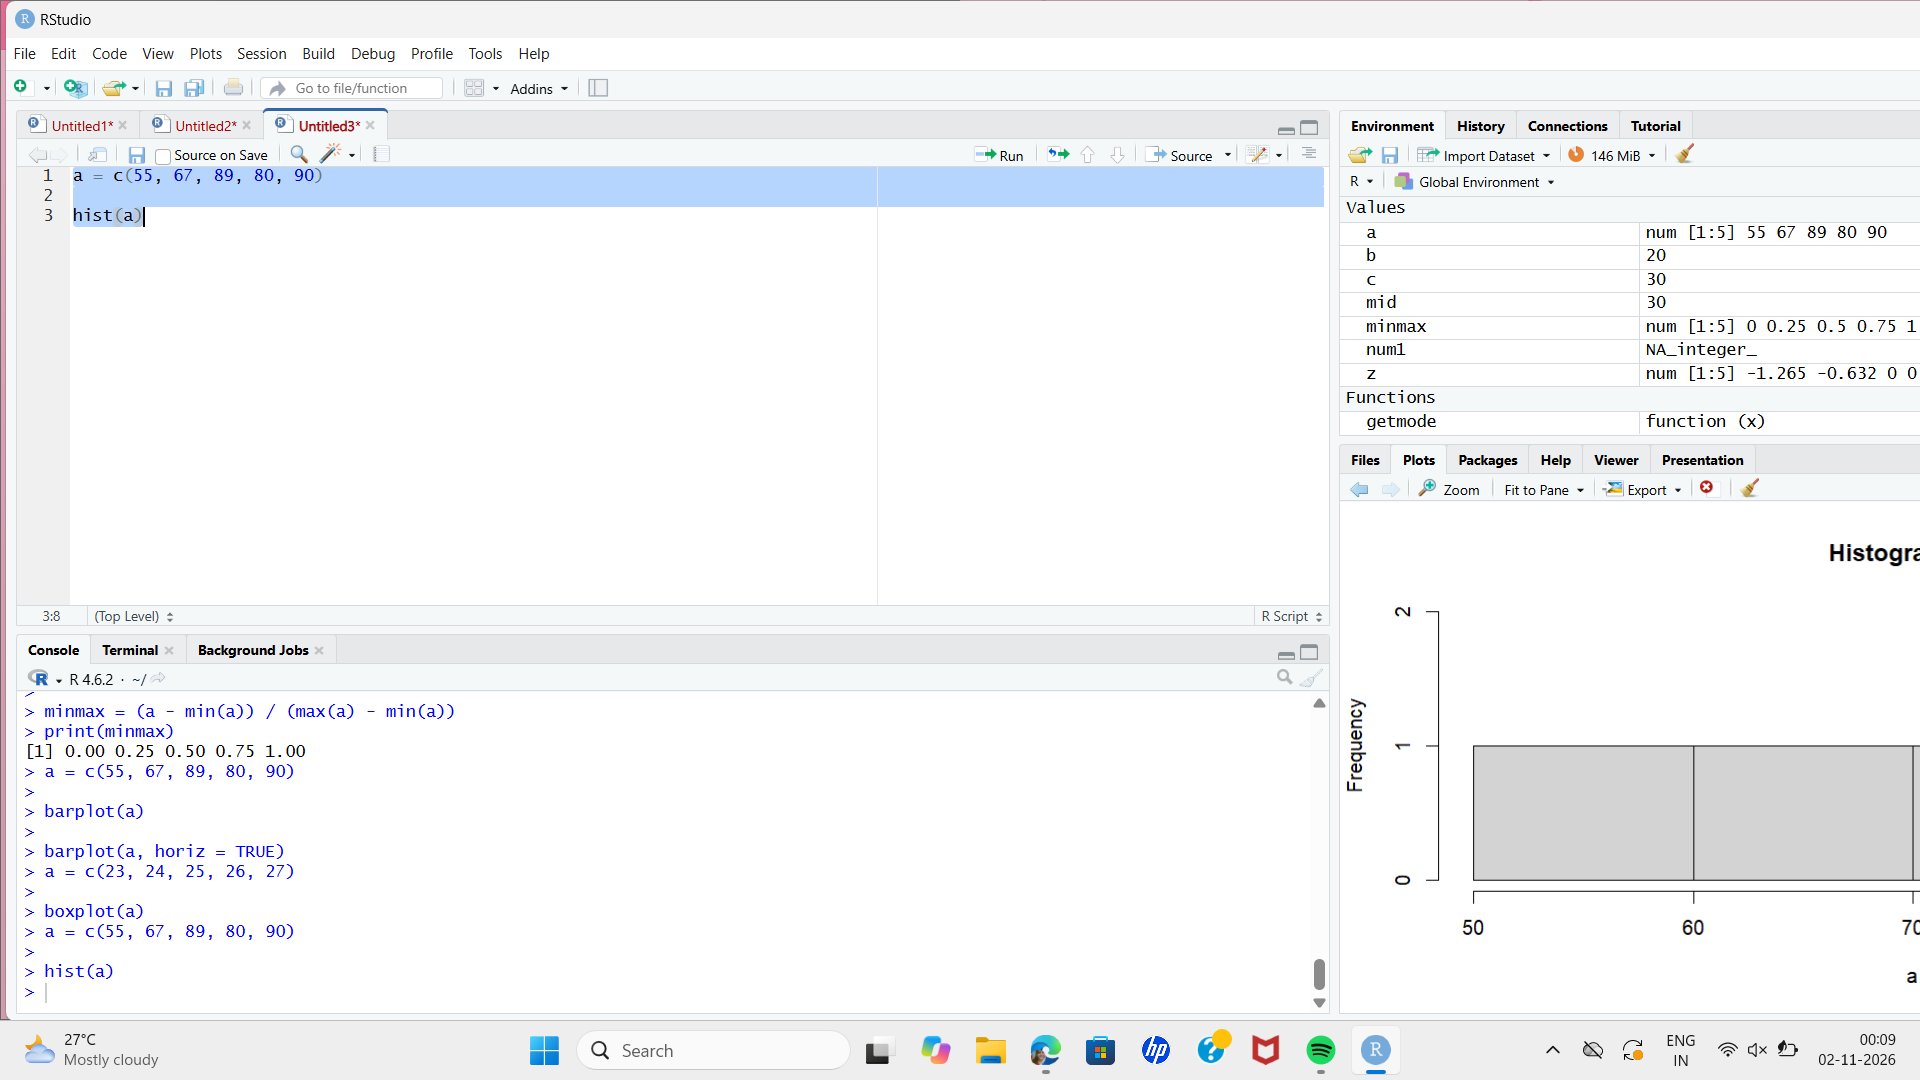 RStudio
File Edit Code View Plots Session Build Debug Profile Tools Help
Go to file/function Addins
Untitled1* Untitled2* Untitled3*
Source on Save Run Source
1 a = c(55, 67, 89, 80, 90)
2
3 hist(a)
3:8 (Top Level) R Script
Console Terminal Background Jobs
R 4.6.2 · ~/
>
> minmax = (a - min(a)) / (max(a) - min(a))
> print(minmax)
[1] 0.00 0.25 0.50 0.75 1.00
> a = c(55, 67, 89, 80, 90)
>
> barplot(a)
>
> barplot(a, horiz = TRUE)
> a = c(23, 24, 25, 26, 27)
>
> boxplot(a)
> a = c(55, 67, 89, 80, 90)
>
> hist(a)
>
Environment History Connections Tutorial
Import Dataset 146 MiB
R Global Environment
Values
a num [1:5] 55 67 89 80 90
b 20
c 30
mid 30
minmax num [1:5] 0 0.25 0.5 0.75 1
num1 NA_integer_
z num [1:5] -1.265 -0.632 0 0
Functions
getmode function (x)
Files Plots Packages Help Viewer Presentation
Zoom Fit to Pane Export
Histogra
Frequency
2
1
0
50 60 70
a
27°C
Mostly cloudy
Search
ENG
IN
00:09
02-11-2026